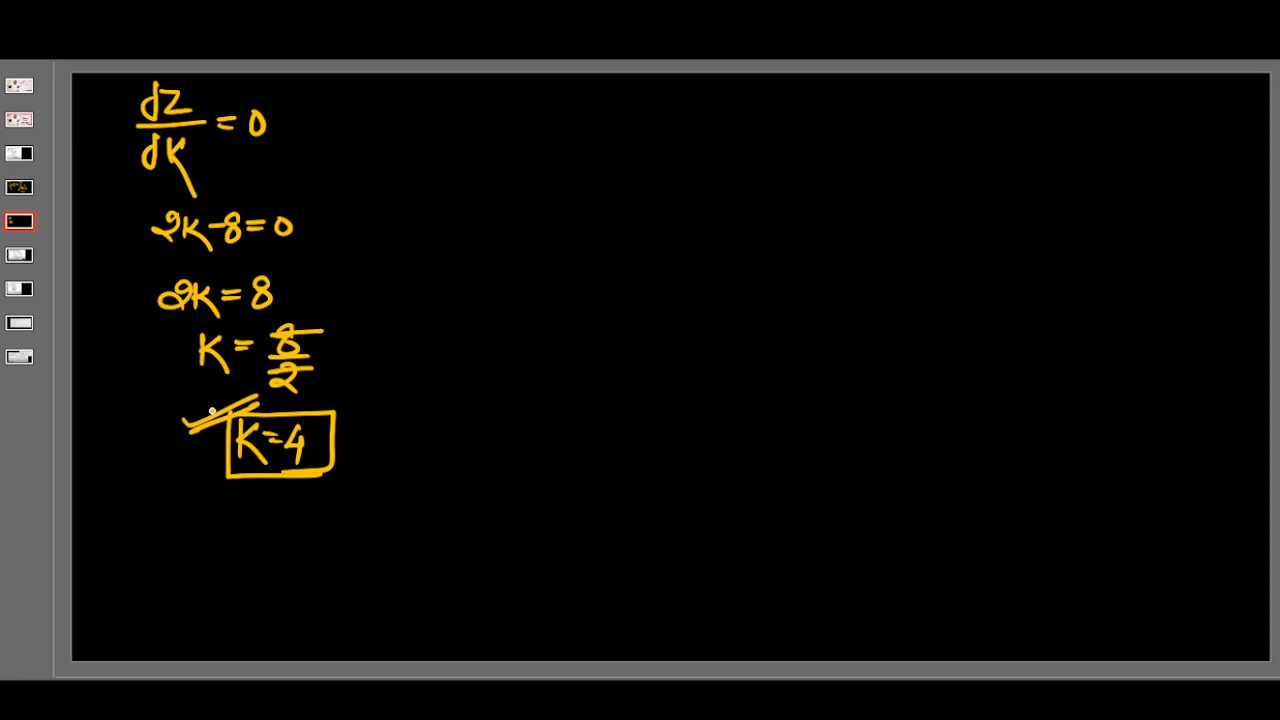 dZ/dK = 0
2K-8=0
2K = 8
K = 8/2
K=4